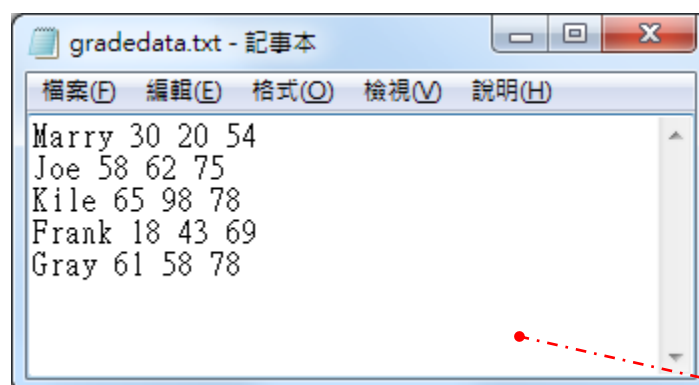 gradedata.txt - 記事本
檔案(F) 編輯(E) 格式(O) 檢視(V) 說明(H)
Marry 30 20 54
Joe 58 62 75
Kile 65 98 78
Frank 18 43 69
Gray 61 58 78